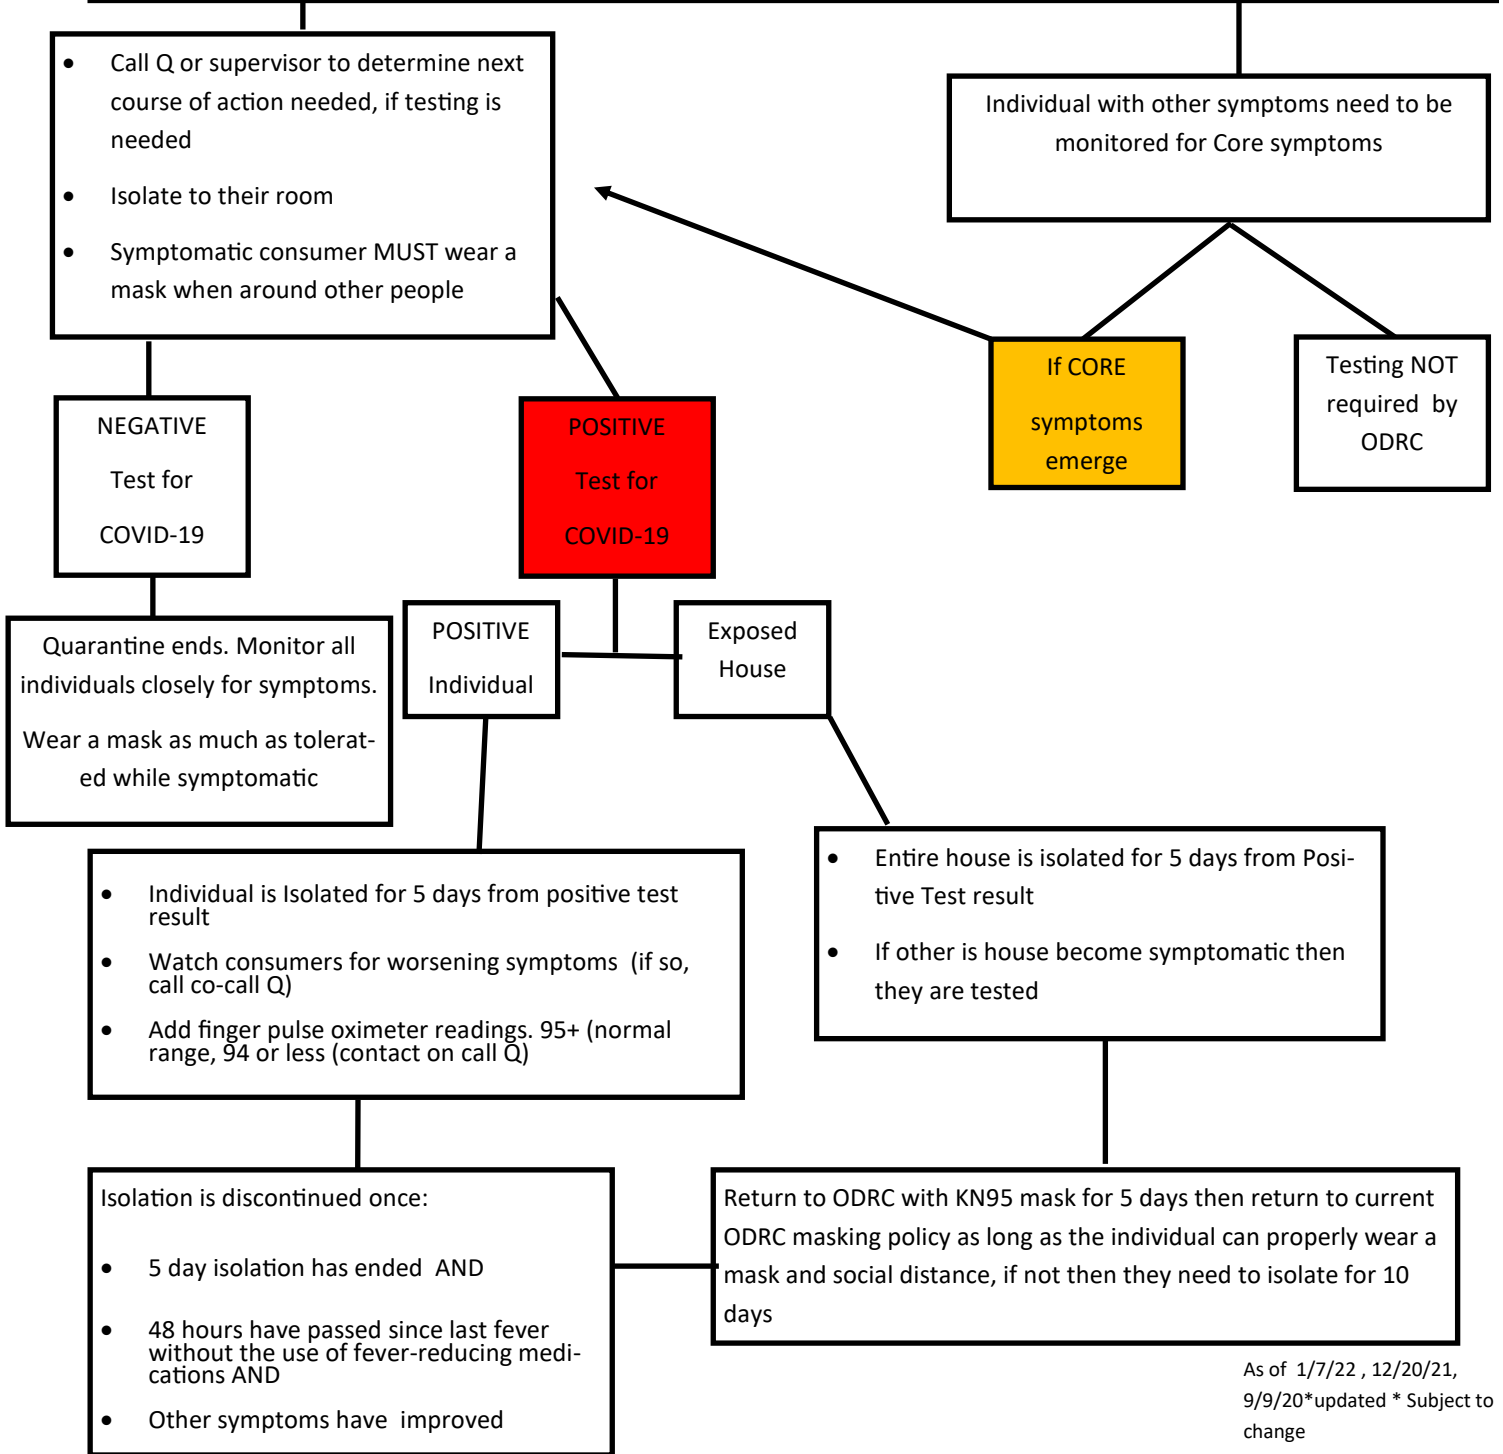 • Call Q or supervisor to determine next
course of action needed, if testing is
needed
• Isolate to their room
• Symptomatic consumer MUST wear a
mask when around other people
Individual with other symptoms need to be
monitored for Core symptoms
If CORE
symptoms
emerge
Testing NOT
required by
ODRC
NEGATIVE
Test for
COVID-19
POSITIVE
Test for
COVID-19
Quarantine ends. Monitor all
individuals closely for symptoms.
Wear a mask as much as tolerat-
ed while symptomatic
POSITIVE
Individual
Exposed
House
• Individual is Isolated for 5 days from positive test
result
• Watch consumers for worsening symptoms (if so,
call co-call Q)
• Add finger pulse oximeter readings. 95+ (normal
range, 94 or less (contact on call Q)
• Entire house is isolated for 5 days from Posi-
tive Test result
• If other is house become symptomatic then
they are tested
Isolation is discontinued once:
• 5 day isolation has ended AND
• 48 hours have passed since last fever
without the use of fever-reducing medi-
cations AND
• Other symptoms have improved
Return to ODRC with KN95 mask for 5 days then return to current
ODRC masking policy as long as the individual can properly wear a
mask and social distance, if not then they need to isolate for 10
days
As of 1/7/22 , 12/20/21,
9/9/20*updated * Subject to
change